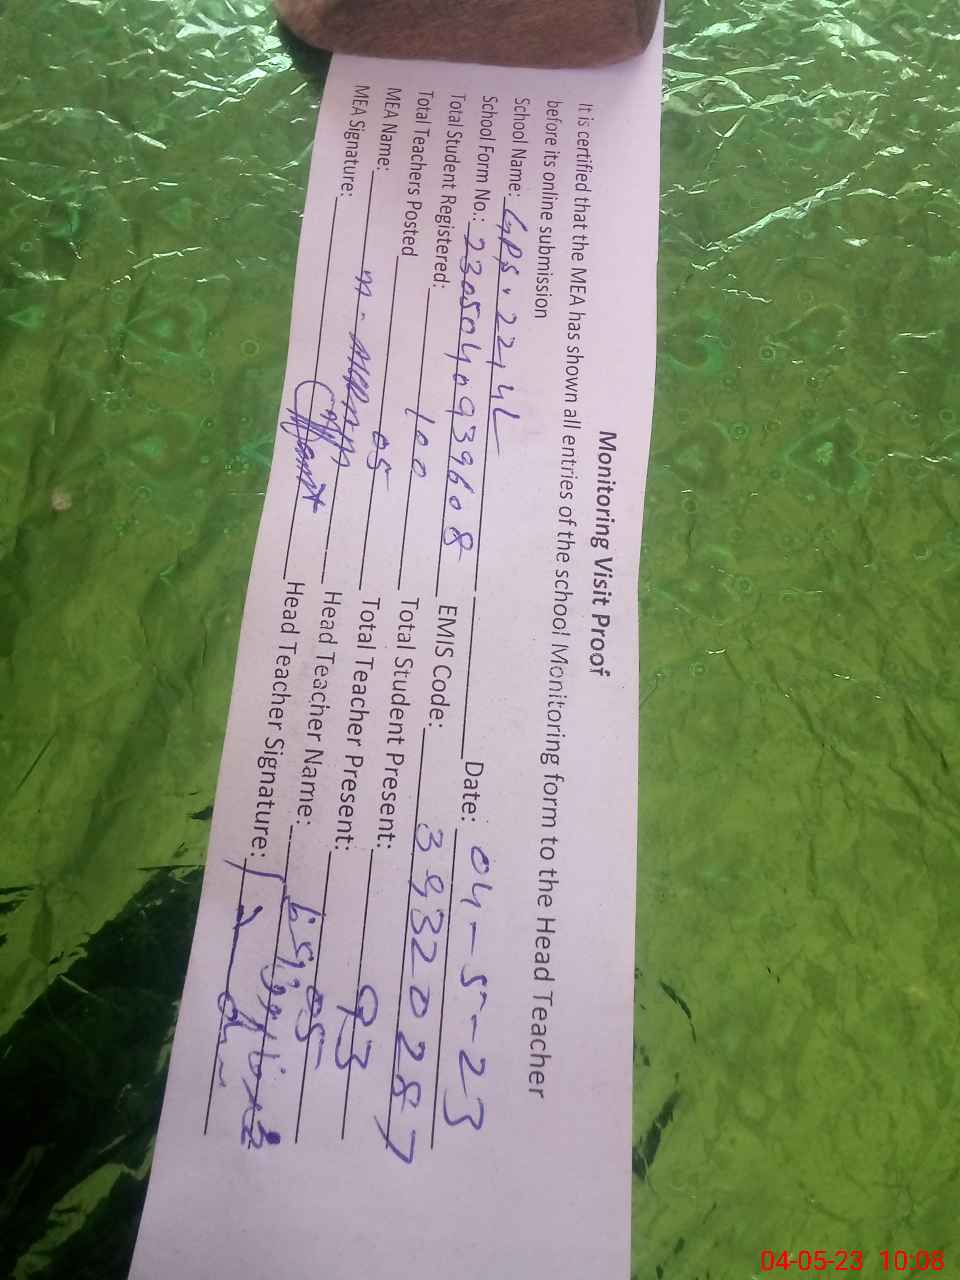 Monitoring Visit Proof
It is certified that the MEA has shown all entries of the school Monitoring form to the Head Teacher
before its online submission
School Name: GPS. 22,4L Date: 04-5-23
School Form No.: 2305040939608 EMIS Code: 39320287
Total Student Registered: 100 Total Student Present: 93
Total Teachers Posted 05 Total Teacher Present: 05
MEA Name: Head Teacher Name:
MEA Signature: Head Teacher Signature:
04-05-23 10:08